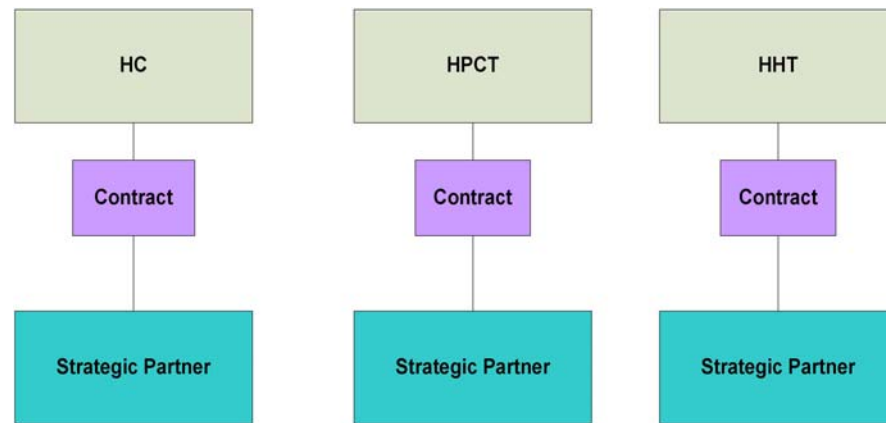 HC
HPCT
HHT
Contract
Contract
Contract
Strategic Partner
Strategic Partner
Strategic Partner